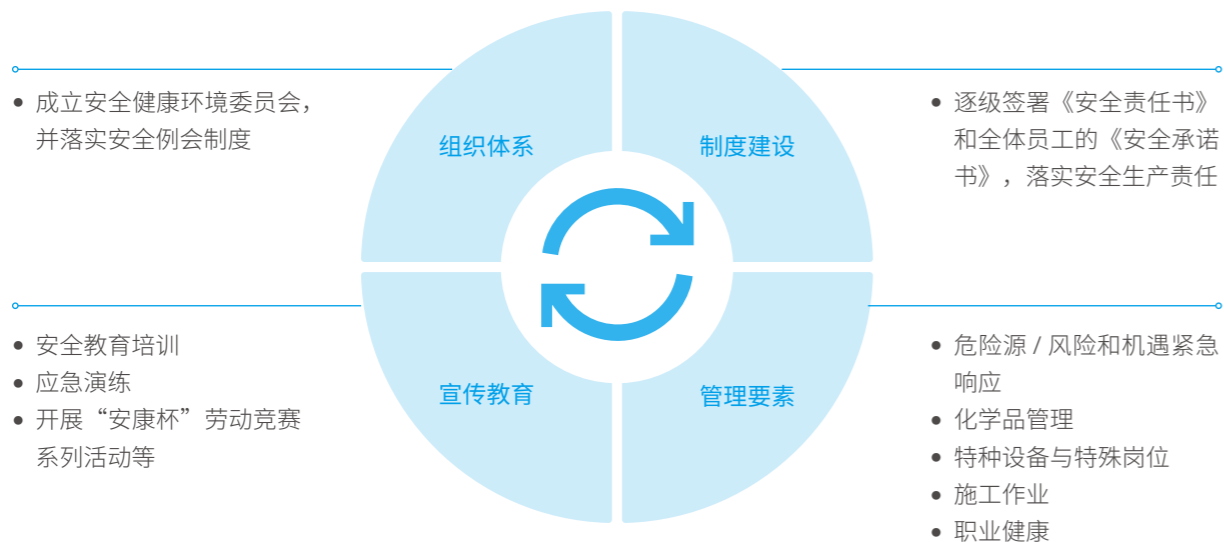 组织体系
• 成立安全健康环境委员会，
并落实安全例会制度
制度建设
• 逐级签署《安全责任书》
和全体员工的《安全承诺
书》，落实安全生产责任
宣传教育
• 安全教育培训
• 应急演练
• 开展“安康杯”劳动竞赛
系列活动等
管理要素
• 危险源 / 风险和机遇紧急
响应
• 化学品管理
• 特种设备与特殊岗位
• 施工作业
• 职业健康